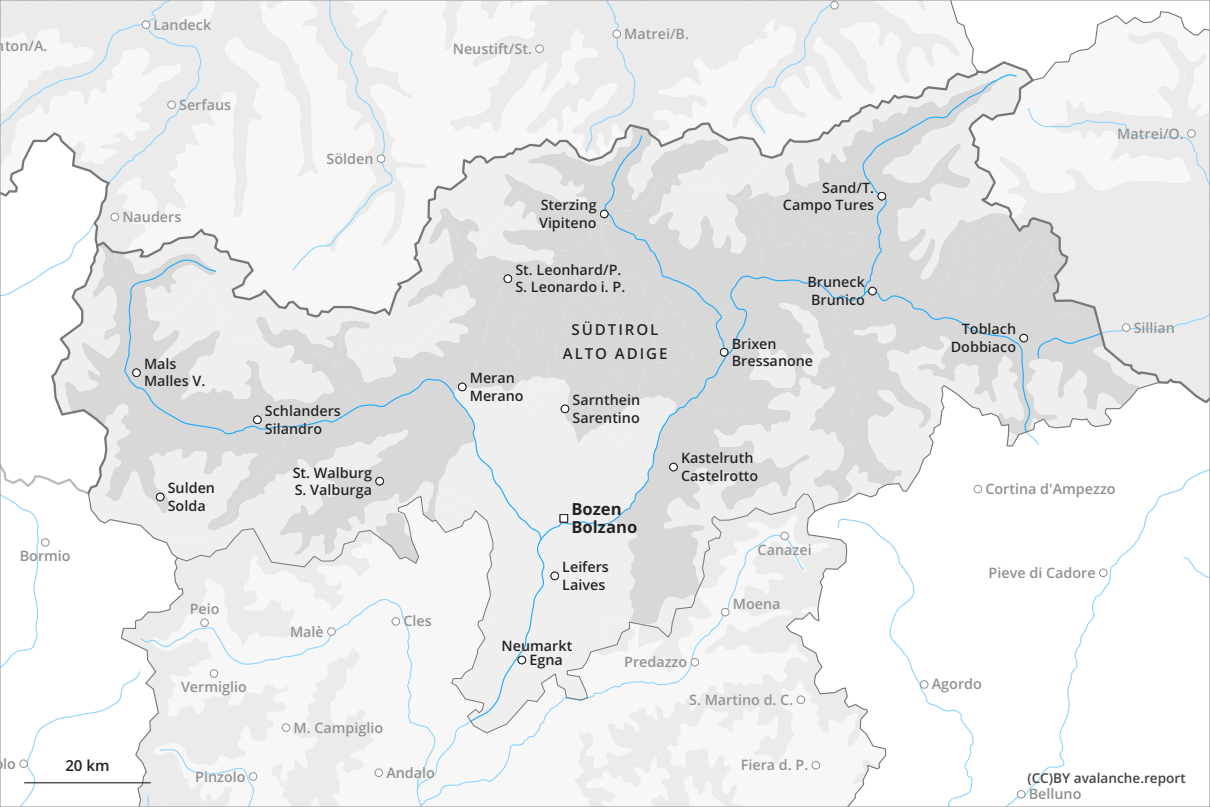 Landeck
nton/A.
Neustift/St.
Matrei/B.
Serfaus
Matrei/O.
Sölden
Nauders
Sand/T.
Campo Tures
Sterzing
Vipiteno
St. Leonhard/P.
S. Leonardo i. P.
Bruneck
Brunico
SÜDTIROL
ALTO ADIGE
Toblach
Dobbiaco
Sillian
Brixen
Bressanone
Mals
Malles V.
Meran
Merano
Sarnthein
Sarentino
Schlanders
Silandro
Kastelruth
Castelrotto
St. Walburg
S. Valburga
Sulden
Solda
Cortina d'Ampezzo
Bozen
Bolzano
Bormio
Canazei
Leifers
Laives
Pieve di Cadore
Peio
Moena
Cles
Malè
Neumarkt
Egna
Predazzo
Vermiglio
Agordo
S. Martino d. C.
M. Campiglio
olo
20 km
Pinzolo
Andalo
Fiera d. P.
(CC)BY avalanche.report
Belluno